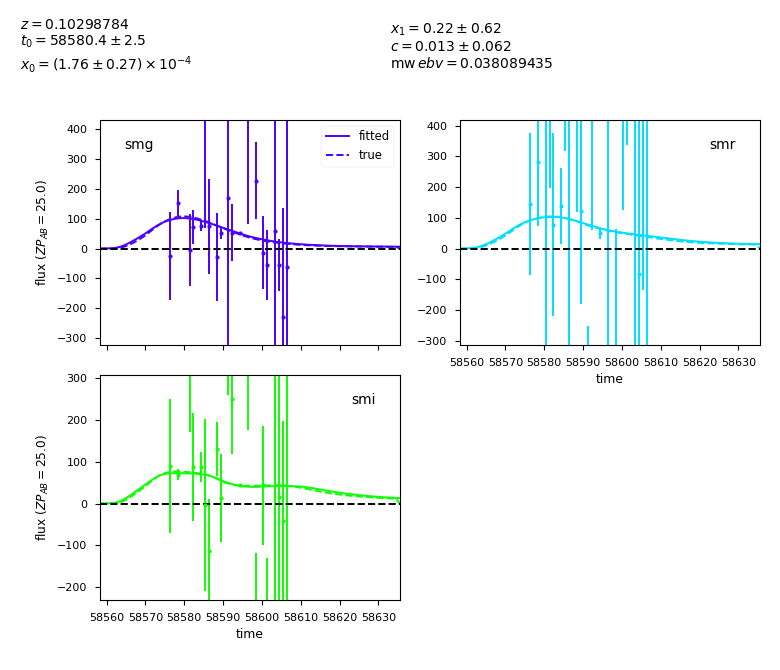 z = 0.10298784
t₀ = 58580.4 ± 2.5
x₀ = (1.76 ± 0.27) × 10⁻⁴
x₁ = 0.22 ± 0.62
c = 0.013 ± 0.062
mw ebv = 0.038089435
smg
fitted
true
flux (ZP_AB = 25.0)
400
300
200
100
0
−100
−200
−300
smr
400
300
200
100
0
−100
−200
−300
58560 58570 58580 58590 58600 58610 58620 58630
time
smi
flux (ZP_AB = 25.0)
300
200
100
0
−100
−200
58560 58570 58580 58590 58600 58610 58620 58630
time